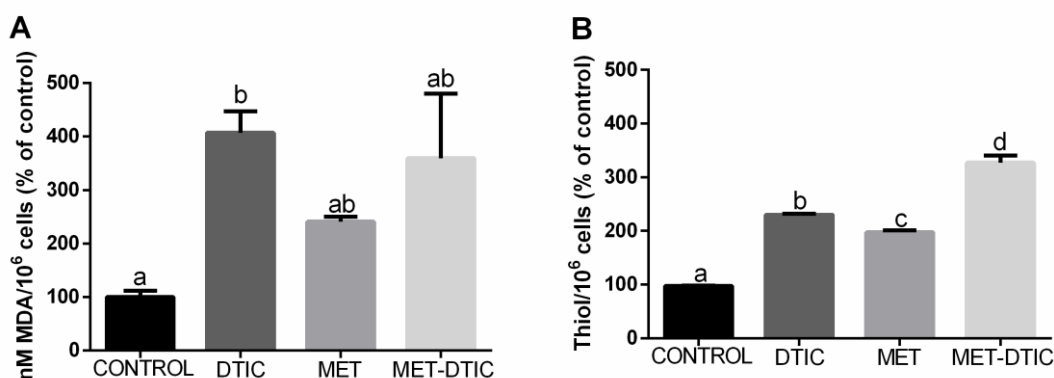 A
nM MDA/10⁶ cells (% of control)
500
400
300
200
100
0
a
b
ab
ab
CONTROL DTIC MET MET-DTIC
B
Thiol/10⁶ cells (% of control)
500
400
300
200
100
0
a
b
c
d
CONTROL DTIC MET MET-DTIC